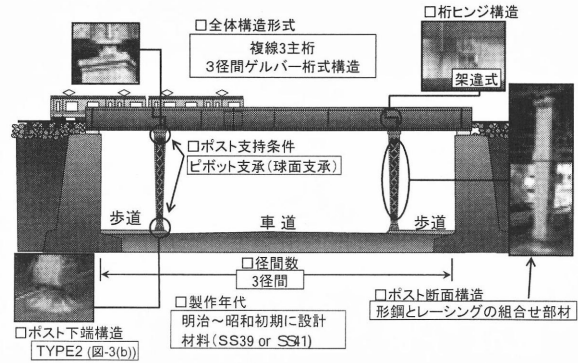 □全体構造形式
複線3主桁
3径間ゲルバー桁式構造
□桁ヒンジ構造
架違式
□ポスト支持条件
ピボット支承(球面支承)
歩道
車道
歩道
□径間数
3径間
□ポスト断面構造
形鋼とレーシングの組合せ部材
□製作年代
明治~昭和初期に設計
材料(SS39 or SS41)
□ポスト下端構造
TYPE2 (図-3(b))